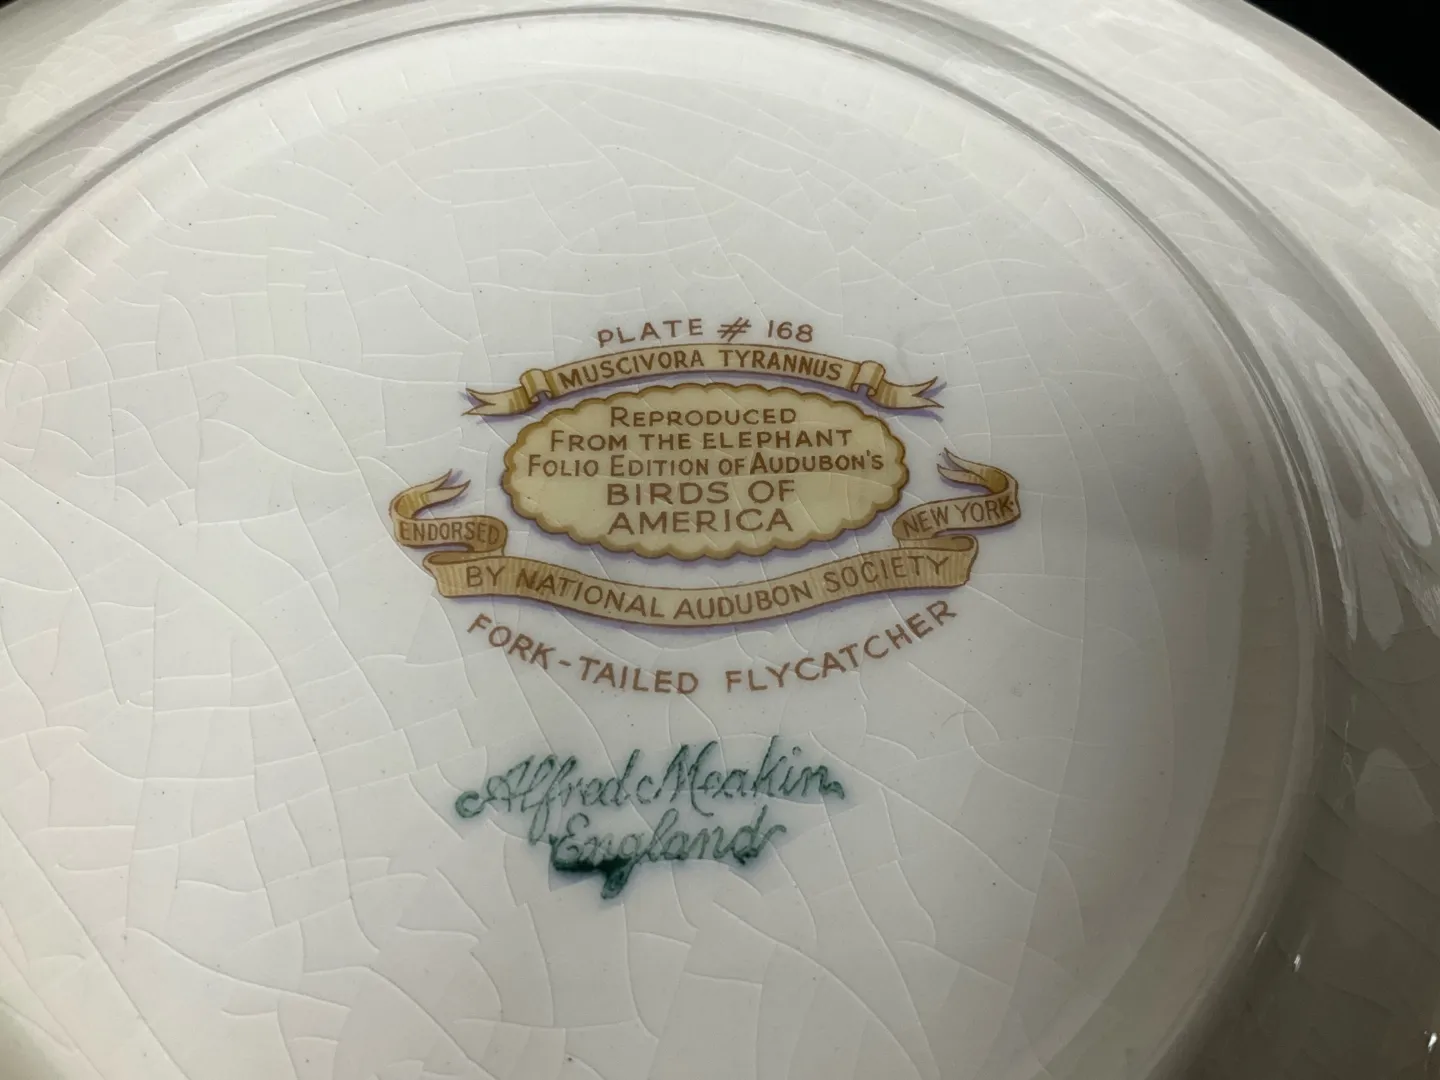 PLATE # 168
MUSCIVORA TYRANNUS
REPRODUCED
FROM THE ELEPHANT
FOLIO EDITION OF AUDUBON'S
BIRDS OF
AMERICA
ENDORSED
BY NATIONAL AUDUBON SOCIETY
NEW YORK
FORK-TAILED FLYCATCHER
Alfred Meakin
England